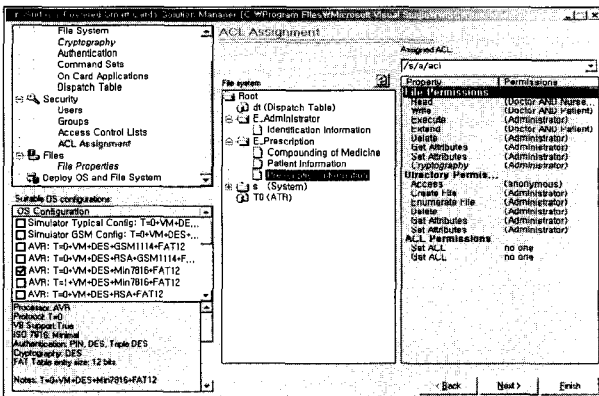 Solution Manager [C:\Program Files\Microsoft Visual
File System
Cryptography
Authentication
Command Sets
On Card Applications
Dispatch Table
Security
Users
Groups
Access Control Lists
ACL Assignment
Files
File Properties
Deploy OS and File System
Suitable OS configurations:
OS Configuration
Simulator Typical Config: T=0+VM+DES...
Simulator GSM Config: T=0+VM+DES+...
AVR: T=0+VM+DES+GSM1114+FAT12
AVR: T=0+VM+DES+RSA+GSM1114+F...
AVR: T=0+VM+DES+Min7816+FAT12
AVR: T=1+VM+DES+Min7816+FAT12
AVR: T=0+VM+DES+RSA+FAT12
Processor: AVR
Protocol: T=0
VB Support: True
ISO 7816: Minimal
Authentication: PIN, DES, Triple DES
Cryptography: DES
FAT Table entry size: 12 bits
Notes: T=0+VM+DES+Min7816+FAT12
ACL Assignment
File system
Root
dt (Dispatch Table)
E_Administrator
Identification Information
E_Prescription
Compounding of Medicine
Patient Information
Information
s (System)
T0 (ATR)
Assigned ACL:
/s/a/acl
Property Permissions
File Permissions
Read (Doctor AND Nurse...
Write (Doctor AND Patient)
Execute (Administrator)
Extend (Doctor AND Patient)
Delete (Administrator)
Get Attributes (Administrator)
Set Attributes (Administrator)
Cryptography (Administrator)
Directory Permis...
Access (anonymous)
Create File (Administrator)
Enumerate File (Administrator)
Delete (Administrator)
Get Attributes (Administrator)
Set Attributes (Administrator)
ACL Permissions
Set ACL no one
Get ACL no one
< Back Next > Finish